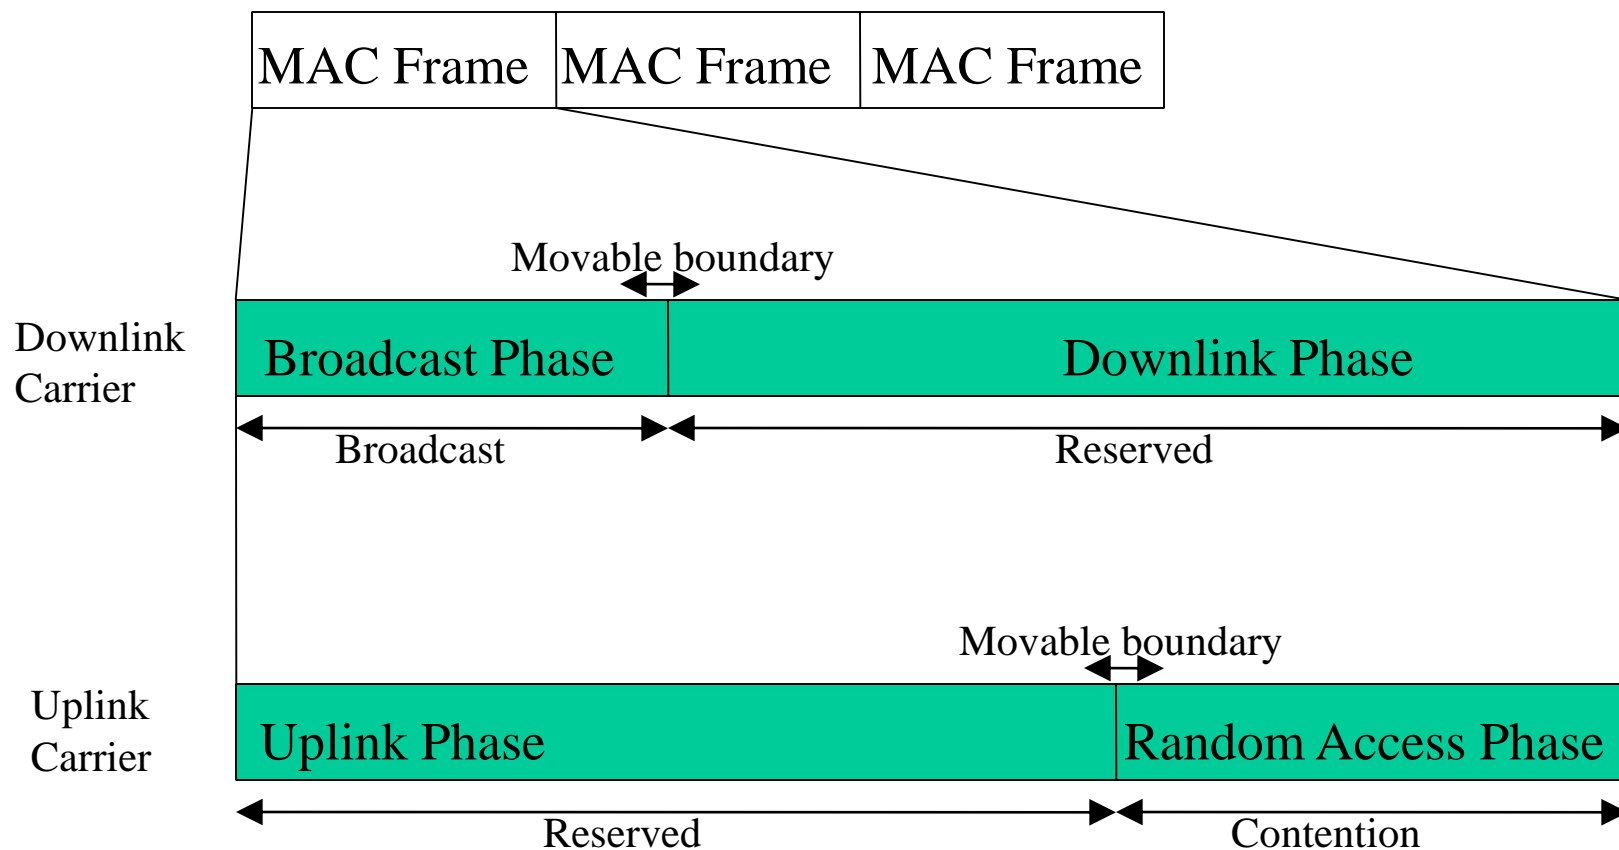 MAC Frame MAC Frame MAC Frame
Movable boundary
Downlink
Carrier
Broadcast Phase Downlink Phase
Broadcast Reserved
Movable boundary
Uplink
Carrier
Uplink Phase Random Access Phase
Reserved Contention